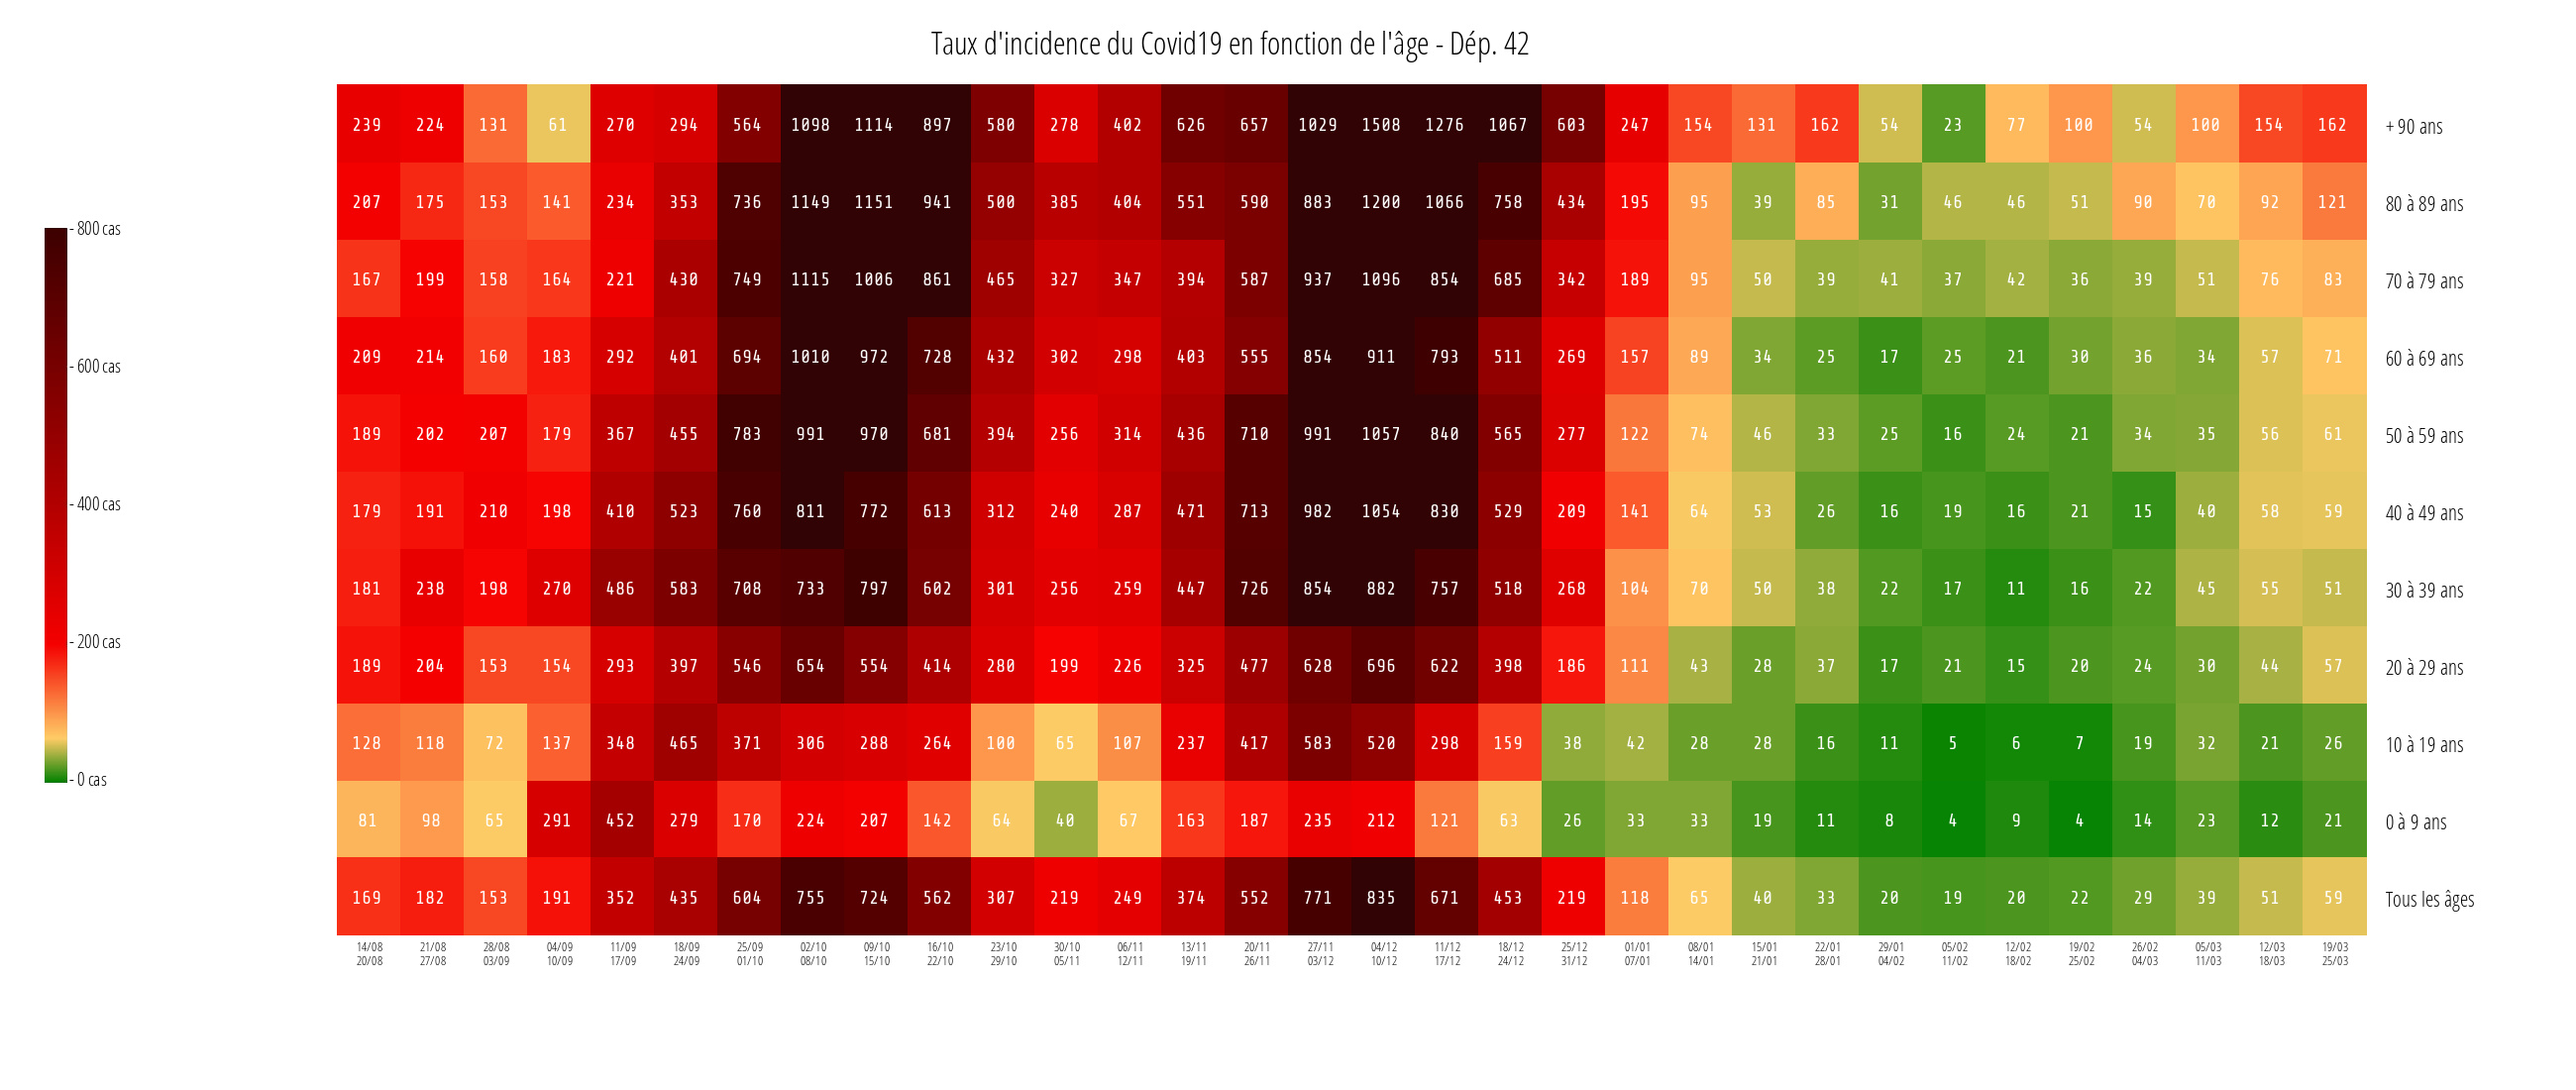 Taux d'incidence du Covid19 en fonction de l'âge - Dép. 42
- 800 cas
- 600 cas
- 400 cas
- 200 cas
- 0 cas
239 224 131 61 270 294 564 1098 1114 897 580 278 402 626 657 1029 1508 1276 1067 603 247 154 131 162 54 23 77 100 54 100 154 162 + 90 ans
207 175 153 141 234 353 736 1149 1151 941 500 385 404 551 590 883 1200 1066 758 434 195 95 39 85 31 46 46 51 90 70 92 121 80 à 89 ans
167 199 158 164 221 430 749 1115 1006 861 465 327 347 394 587 937 1096 854 685 342 189 95 50 39 41 37 42 36 39 51 76 83 70 à 79 ans
209 214 160 183 292 401 694 1010 972 728 432 302 298 403 555 854 911 793 511 269 157 89 34 25 17 25 21 30 36 34 57 71 60 à 69 ans
189 202 207 179 367 455 783 991 970 681 394 256 314 436 710 991 1057 840 565 277 122 74 46 33 25 16 24 21 34 35 56 61 50 à 59 ans
179 191 210 198 410 523 760 811 772 613 312 240 287 471 713 982 1054 830 529 209 141 64 53 26 16 19 16 21 15 40 58 59 40 à 49 ans
181 238 198 270 486 583 708 733 797 602 301 256 259 447 726 854 882 757 518 268 104 70 50 38 22 17 11 16 22 45 55 51 30 à 39 ans
189 204 153 154 293 397 546 654 554 414 280 199 226 325 477 628 696 622 398 186 111 43 28 37 17 21 15 20 24 30 44 57 20 à 29 ans
128 118 72 137 348 465 371 306 288 264 100 65 107 237 417 583 520 298 159 38 42 28 28 16 11 5 6 7 19 32 21 26 10 à 19 ans
81 98 65 291 452 279 170 224 207 142 64 40 67 163 187 235 212 121 63 26 33 33 19 11 8 4 9 4 14 23 12 21 0 à 9 ans
169 182 153 191 352 435 604 755 724 562 307 219 249 374 552 771 835 671 453 219 118 65 40 33 20 19 20 22 29 39 51 59 Tous les âges
14/08 21/08 28/08 04/09 11/09 18/09 25/09 02/10 09/10 16/10 23/10 30/10 06/11 13/11 20/11 27/11 04/12 11/12 18/12 25/12 01/01 08/01 15/01 22/01 29/01 05/02 12/02 19/02 26/02 05/03 12/03 19/03
20/08 27/08 03/09 10/09 17/09 24/09 01/10 08/10 15/10 22/10 29/10 05/11 12/11 19/11 26/11 03/12 10/12 17/12 24/12 31/12 07/01 14/01 21/01 28/01 04/02 11/02 18/02 25/02 04/03 11/03 18/03 25/03